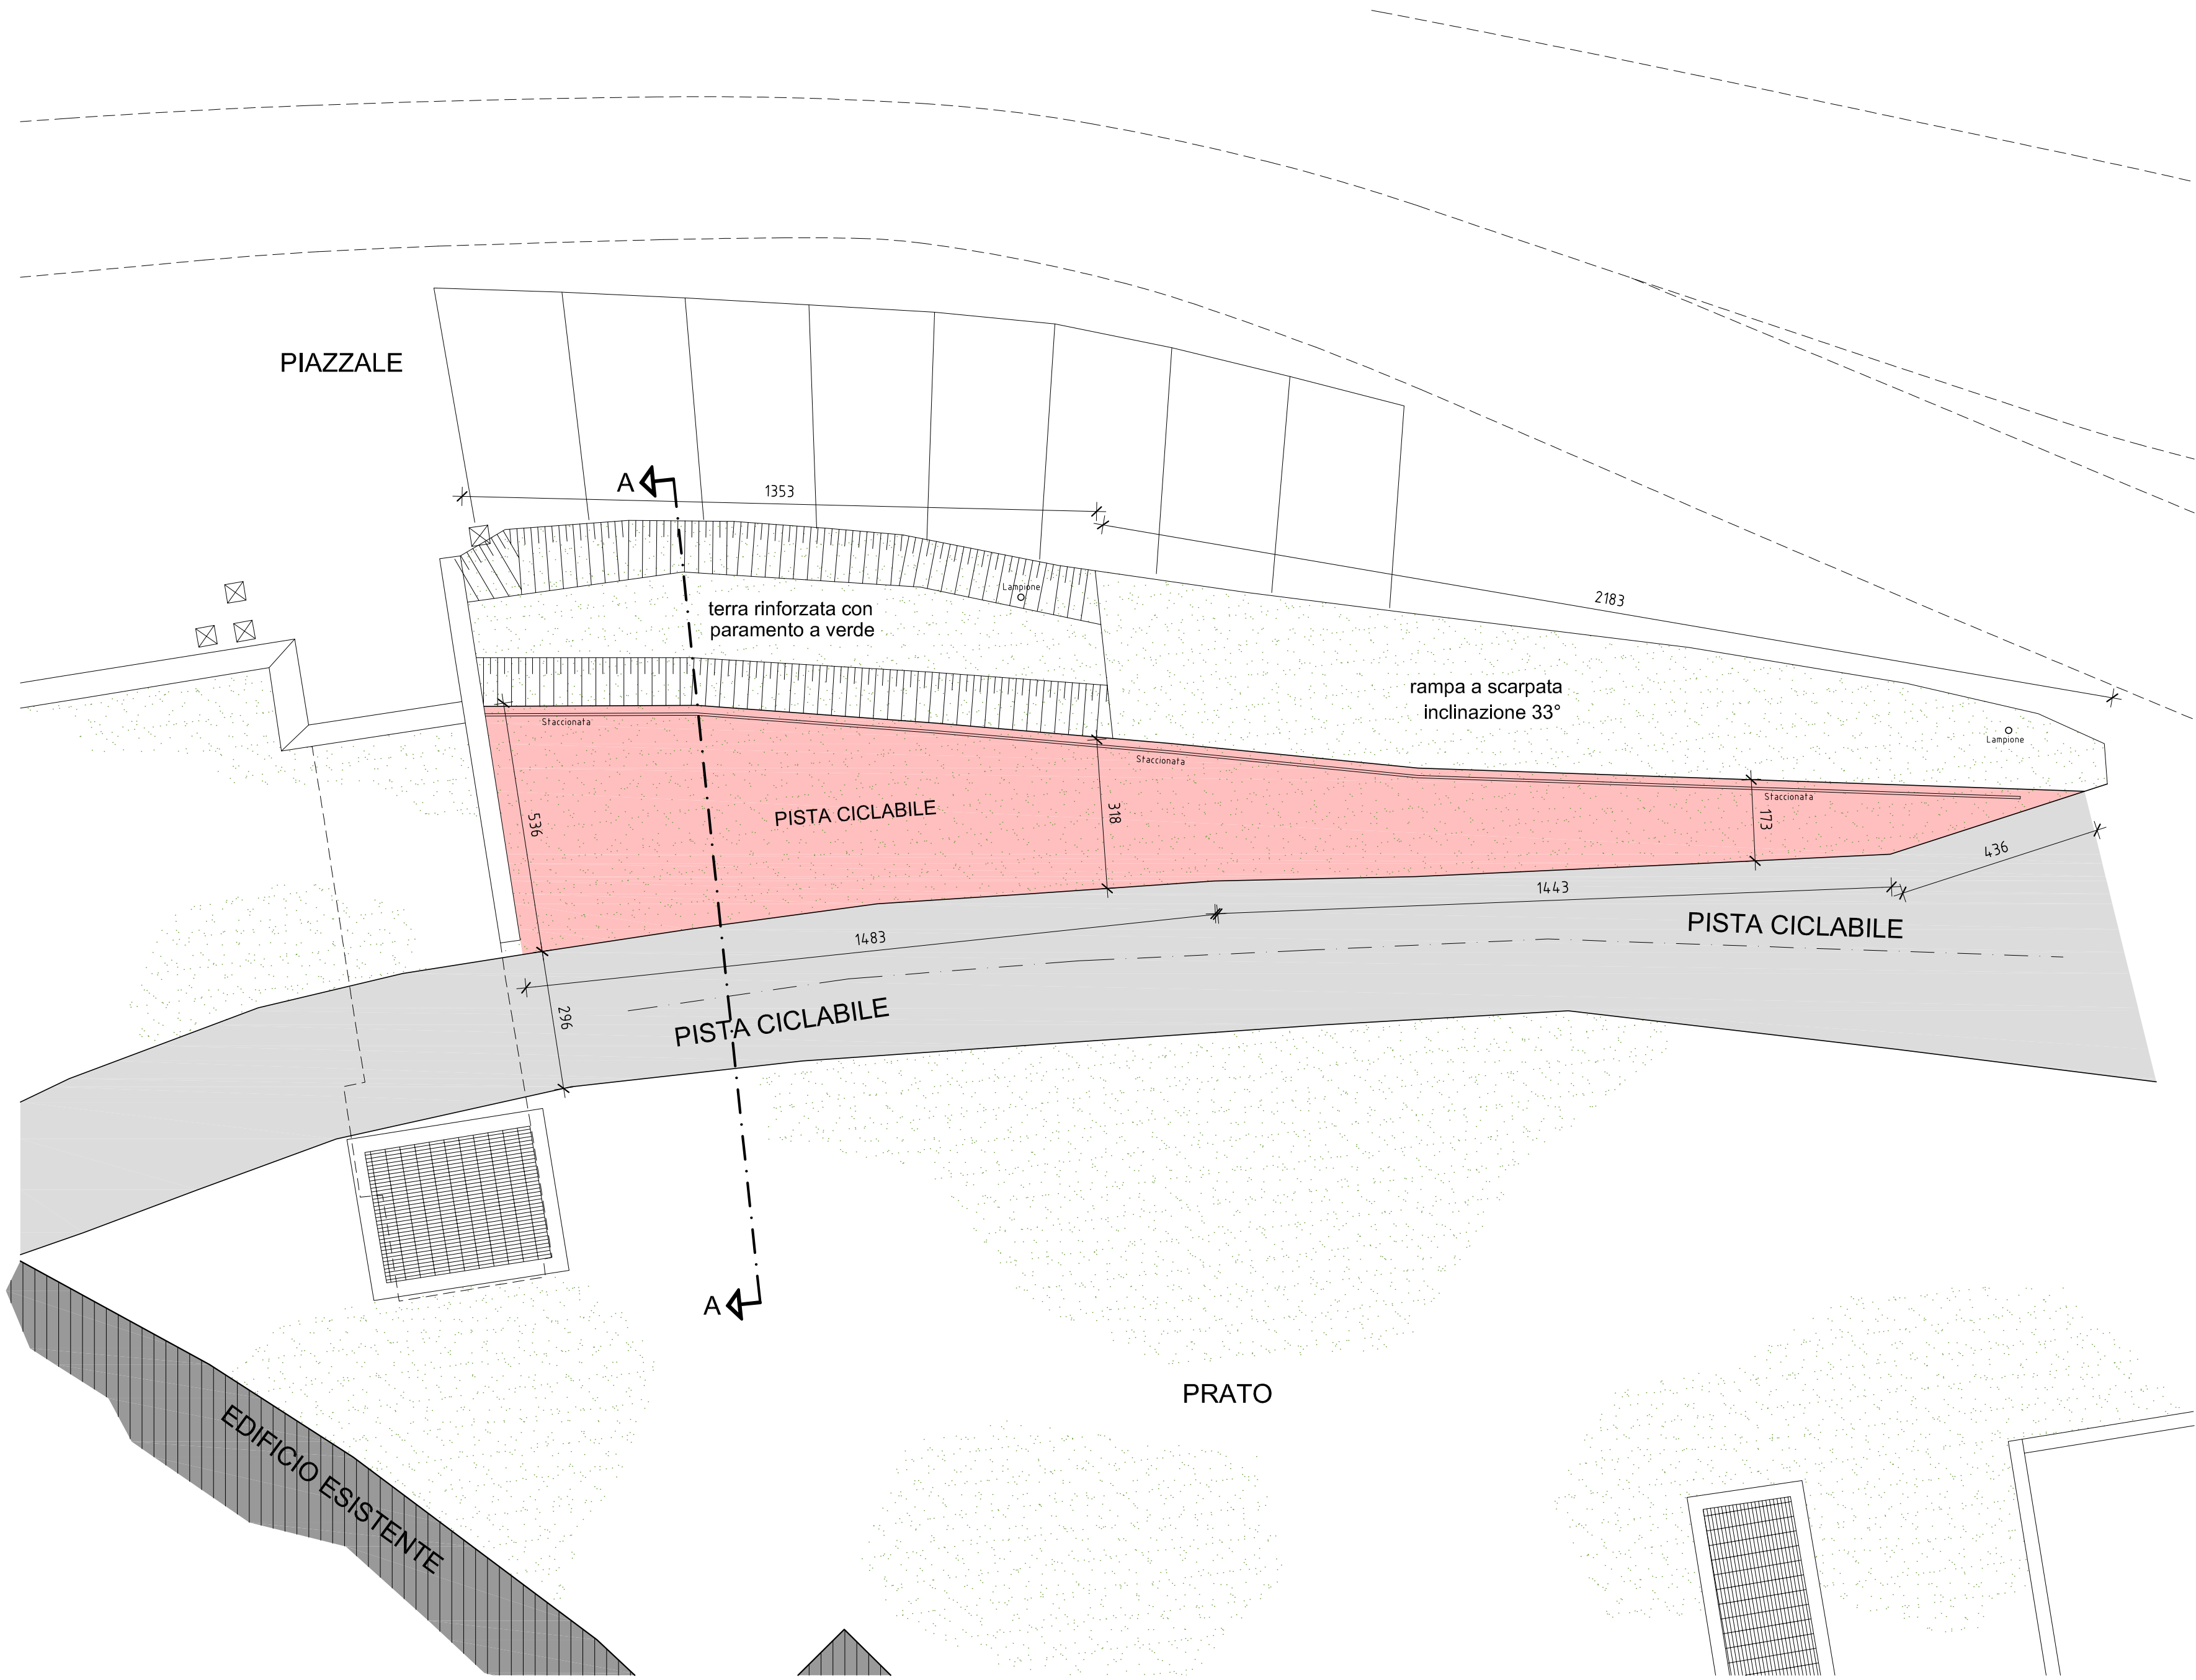 PIAZZALE
A
1353
Lampione
2183
terra rinforzata con
paramento a verde
rampa a scarpata
inclinazione 33°
Staccionata
Lampione
Staccionata
Staccionata
536
PISTA CICLABILE
318
173
436
1443
1483
PISTA CICLABILE
296
PISTA CICLABILE
A
PRATO
EDIFICIO ESISTENTE